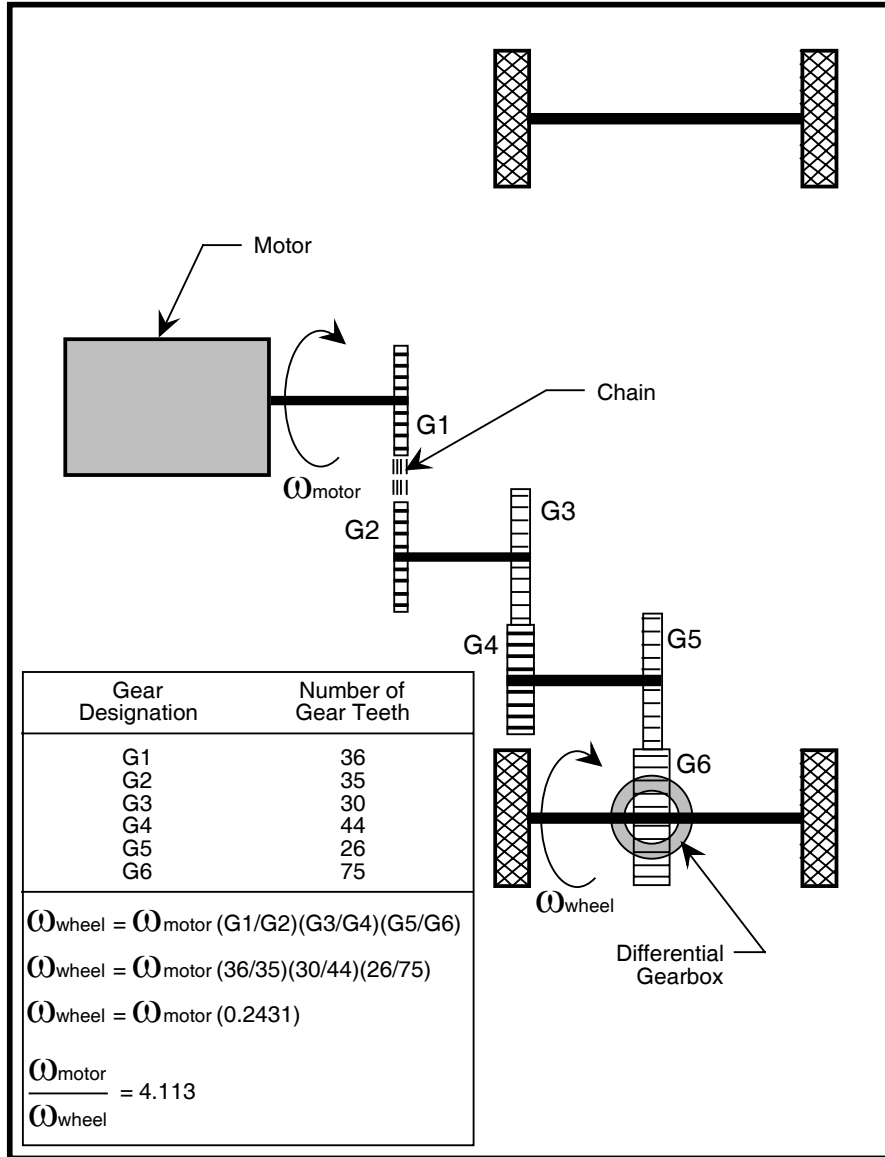 Motor
Chain
G1
ωmotor
G2
G3
G4
G5
G6
ωwheel
Differential
Gearbox
Gear Designation Number of Gear Teeth
G1 36
G2 35
G3 30
G4 44
G5 26
G6 75
ωwheel = ωmotor (G1/G2)(G3/G4)(G5/G6)
ωwheel = ωmotor (36/35)(30/44)(26/75)
ωwheel = ωmotor (0.2431)
ωmotor
= 4.113
ωwheel